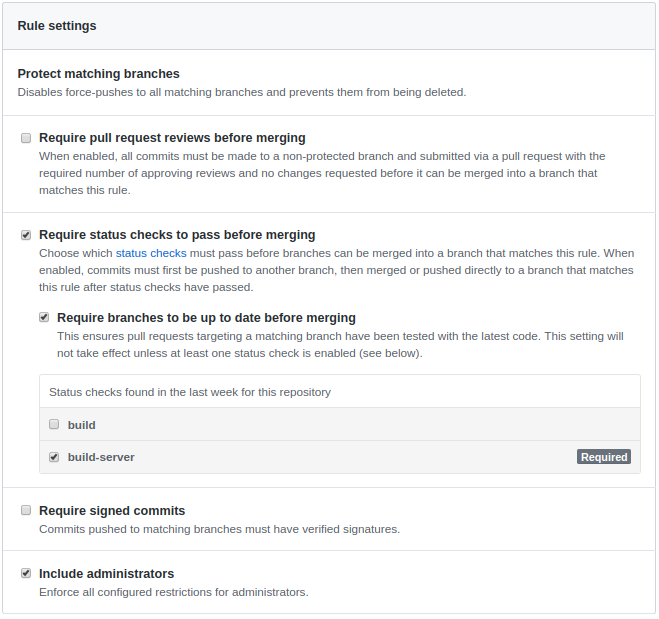 Rule settings
Protect matching branches
Disables force-pushes to all matching branches and prevents them from being deleted.
Require pull request reviews before merging
When enabled, all commits must be made to a non-protected branch and submitted via a pull request with the
required number of approving reviews and no changes requested before it can be merged into a branch that
matches this rule.
Require status checks to pass before merging
Choose which status checks must pass before branches can be merged into a branch that matches this rule. When
enabled, commits must first be pushed to another branch, then merged or pushed directly to a branch that matches
this rule after status checks have passed.
Require branches to be up to date before merging
This ensures pull requests targeting a matching branch have been tested with the latest code. This setting will
not take effect unless at least one status check is enabled (see below).
Status checks found in the last week for this repository
build
build-server Required
Require signed commits
Commits pushed to matching branches must have verified signatures.
Include administrators
Enforce all configured restrictions for administrators.